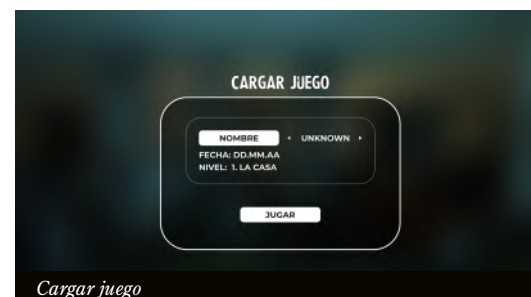 CARGAR JUEGO
NOMBRE UNKNOWN
FECHA: DD.MM.AA
NIVEL: 1. LA CASA
JUGAR
Cargar juego